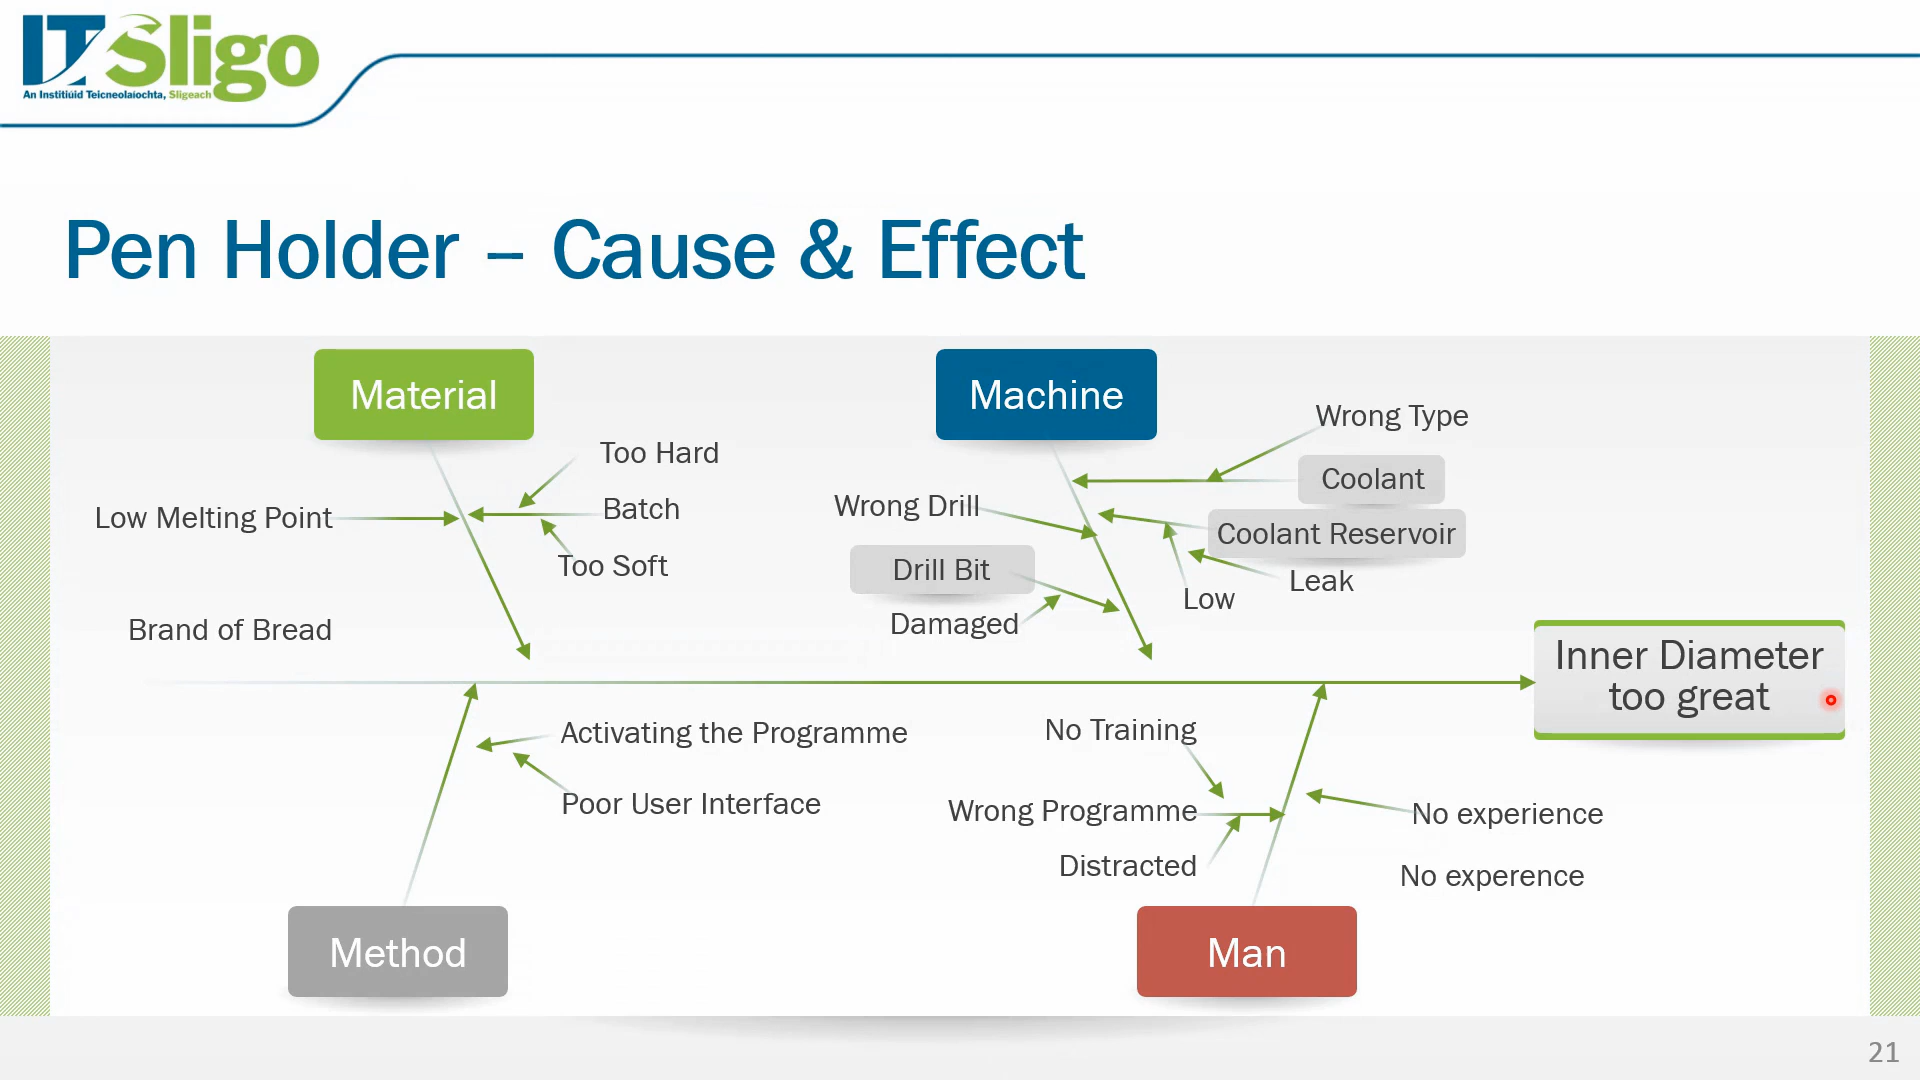 ITSligo
An Institiúid Teicneolaíochta, Sligeach
Pen Holder – Cause & Effect
Material
Machine
Wrong Type
Too Hard
Coolant
Low Melting Point
Batch
Wrong Drill
Coolant Reservoir
Too Soft
Drill Bit
Leak
Low
Brand of Bread
Damaged
Inner Diameter
too great
Activating the Programme
No Training
Poor User Interface
Wrong Programme
No experience
Distracted
No experence
Method
Man
21